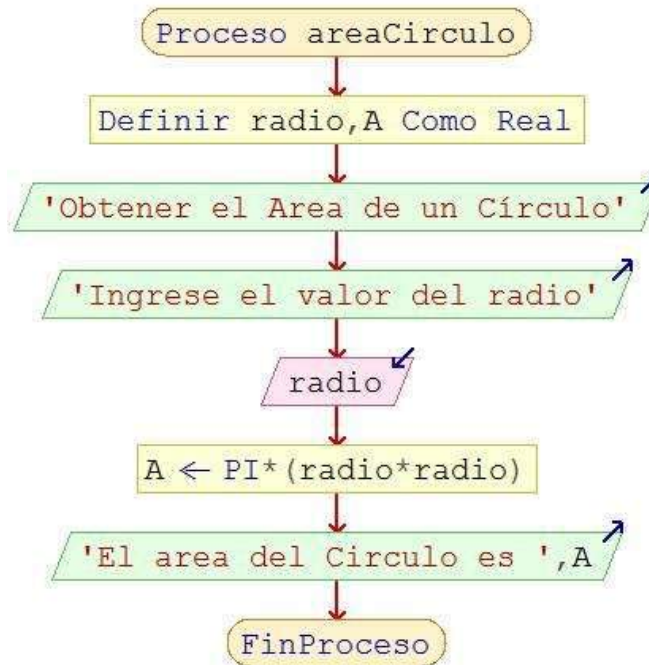 Proceso areaCirculo
Definir radio,A Como Real
'Obtener el Area de un Círculo'
'Ingrese el valor del radio'
radio
A ← PI*(radio*radio)
'El area del Circulo es ',A
FinProceso